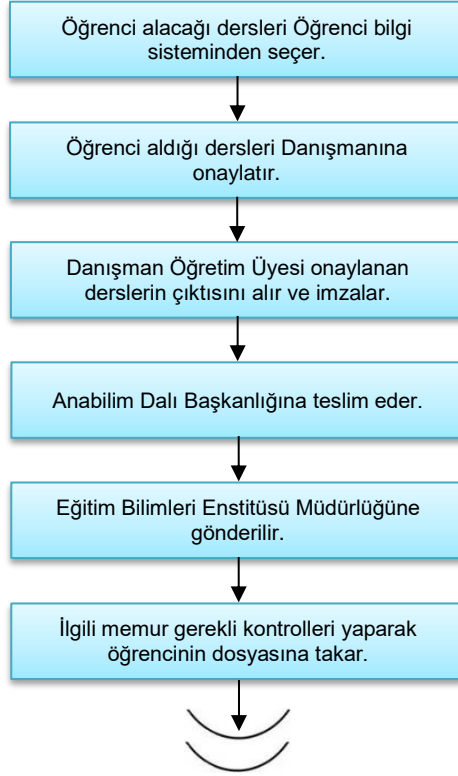 Öğrenci alacağı dersleri Öğrenci bilgi
sisteminden seçer.
Öğrenci aldığı dersleri Danışmanına
onaylatır.
Danışman Öğretim Üyesi onaylanan
derslerin çıktısını alır ve imzalar.
Anabilim Dalı Başkanlığına teslim eder.
Eğitim Bilimleri Enstitüsü Müdürlüğüne
gönderilir.
İlgili memur gerekli kontrolleri yaparak
öğrencinin dosyasına takar.